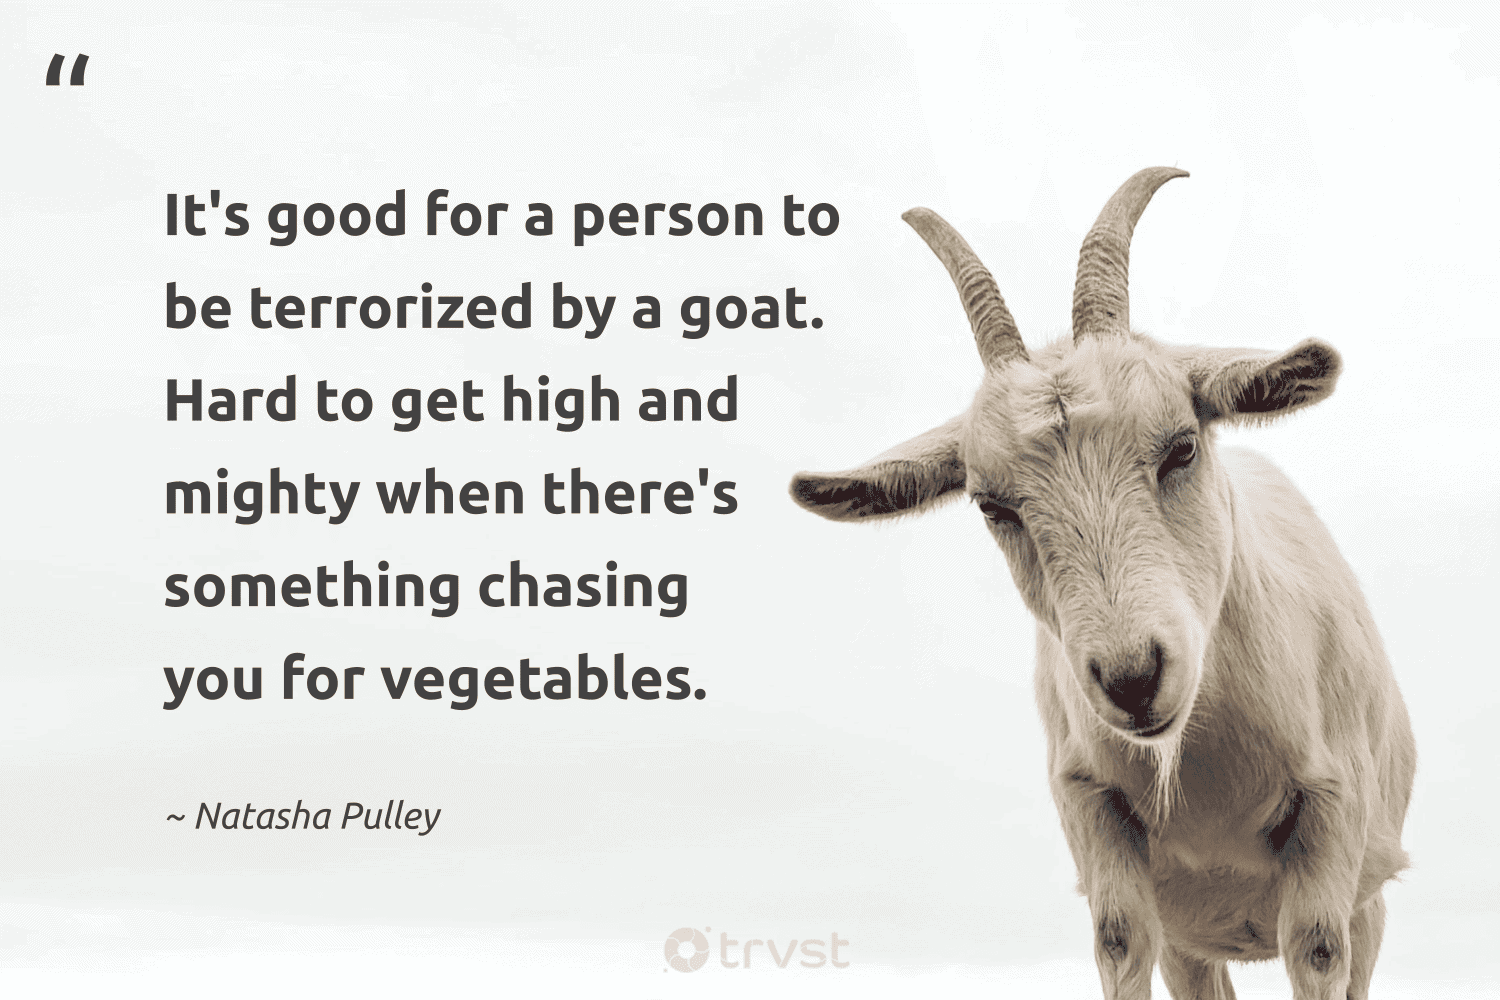 “
It's good for a person to
be terrorized by a goat.
Hard to get high and
mighty when there's
something chasing
you for vegetables.
~ Natasha Pulley
trvst